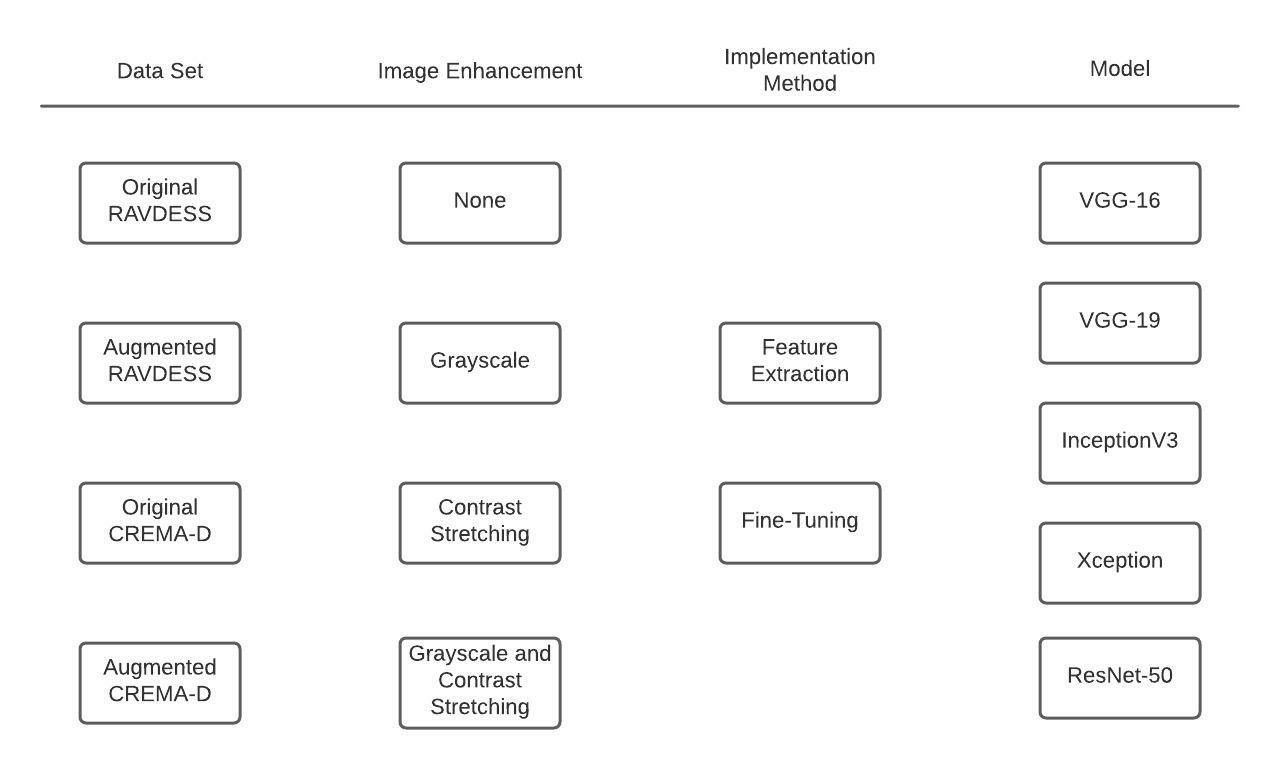 Data Set
Image Enhancement
Implementation
Method
Model
Original
RAVDESS
None
VGG-16
VGG-19
Augmented
RAVDESS
Grayscale
Feature
Extraction
InceptionV3
Original
CREMA-D
Contrast
Stretching
Fine-Tuning
Xception
Augmented
CREMA-D
Grayscale and
Contrast
Stretching
ResNet-50